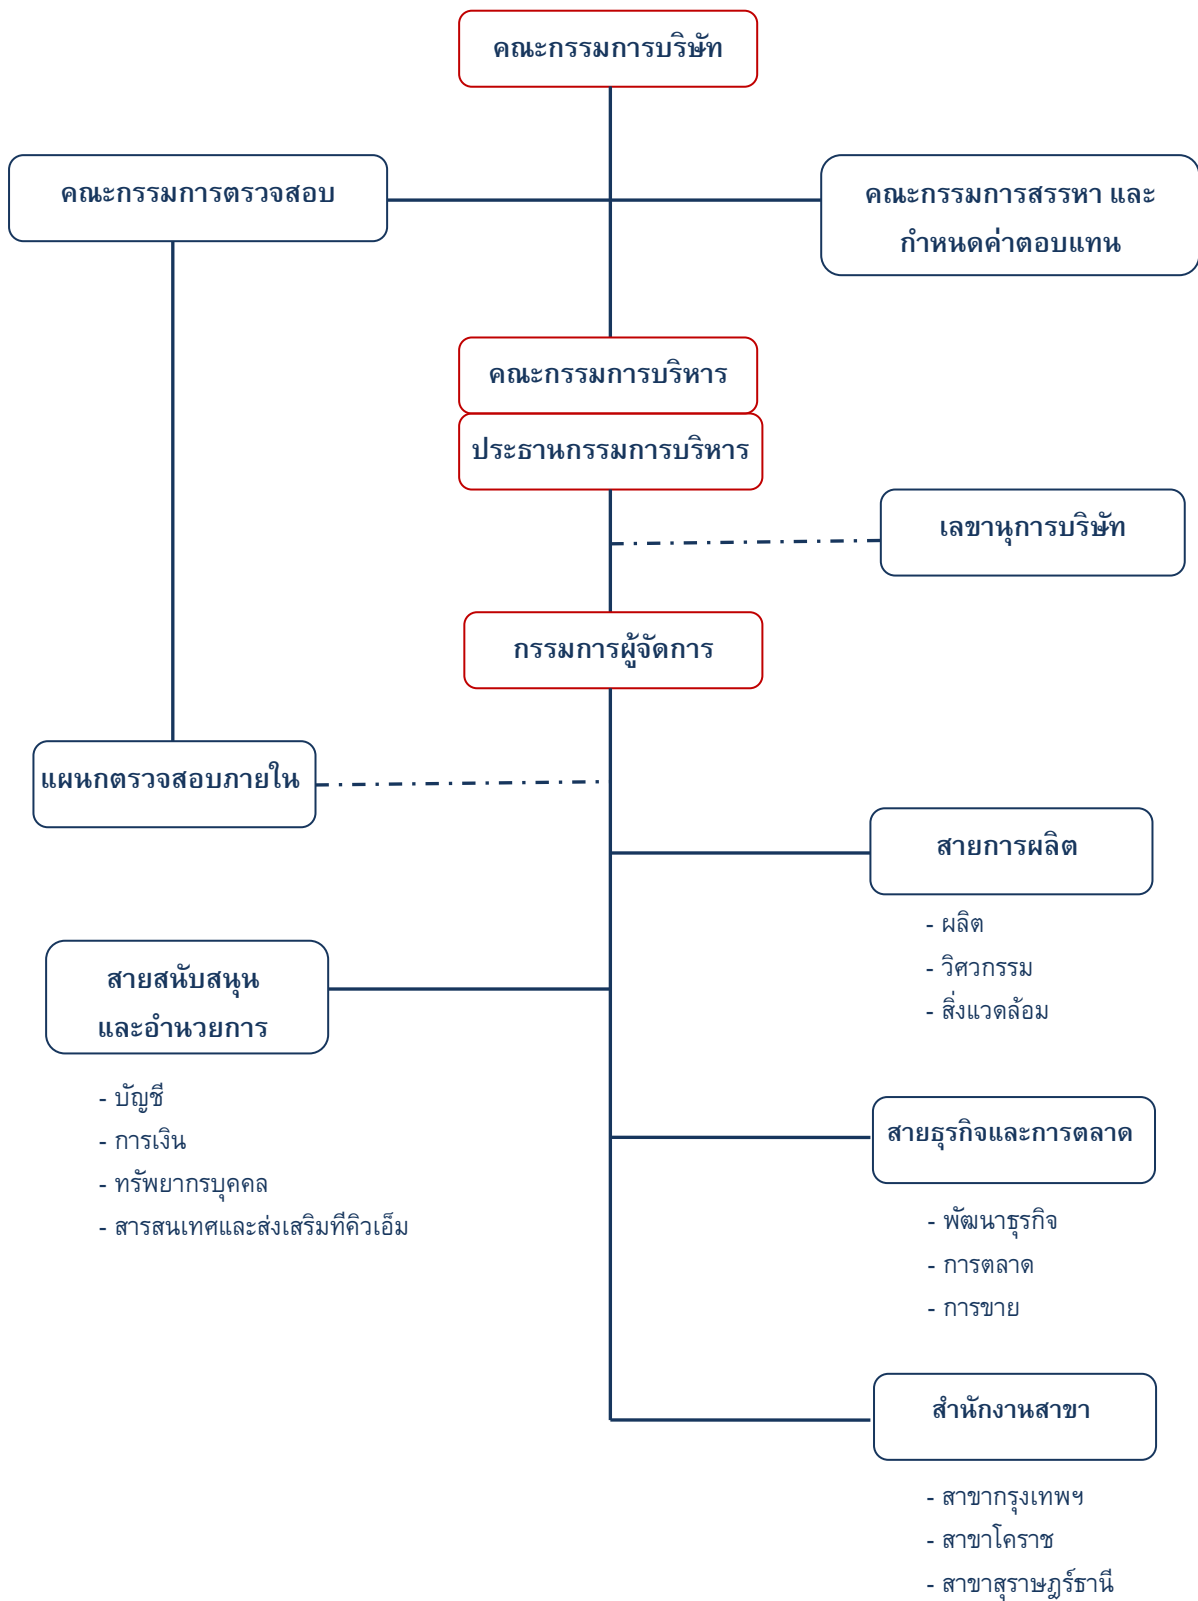 คณะกรรมการบริษัท
คณะกรรมการตรวจสอบ
คณะกรรมการสรรหา และ
กำหนดค่าตอบแทน
คณะกรรมการบริหาร
ประธานกรรมการบริหาร
เลขานุการบริษัท
กรรมการผู้จัดการ
แผนกตรวจสอบภายใน
สายการผลิต
- ผลิต
- วิศวกรรม
- สิ่งแวดล้อม
สายสนับสนุน
และอำนวยการ
- บัญชี
- การเงิน
- ทรัพยากรบุคคล
- สารสนเทศและส่งเสริมทีคิวเอ็ม
สายธุรกิจและการตลาด
- พัฒนาธุรกิจ
- การตลาด
- การขาย
สำนักงานสาขา
- สาขากรุงเทพฯ
- สาขาโคราช
- สาขาสุราษฎร์ธานี